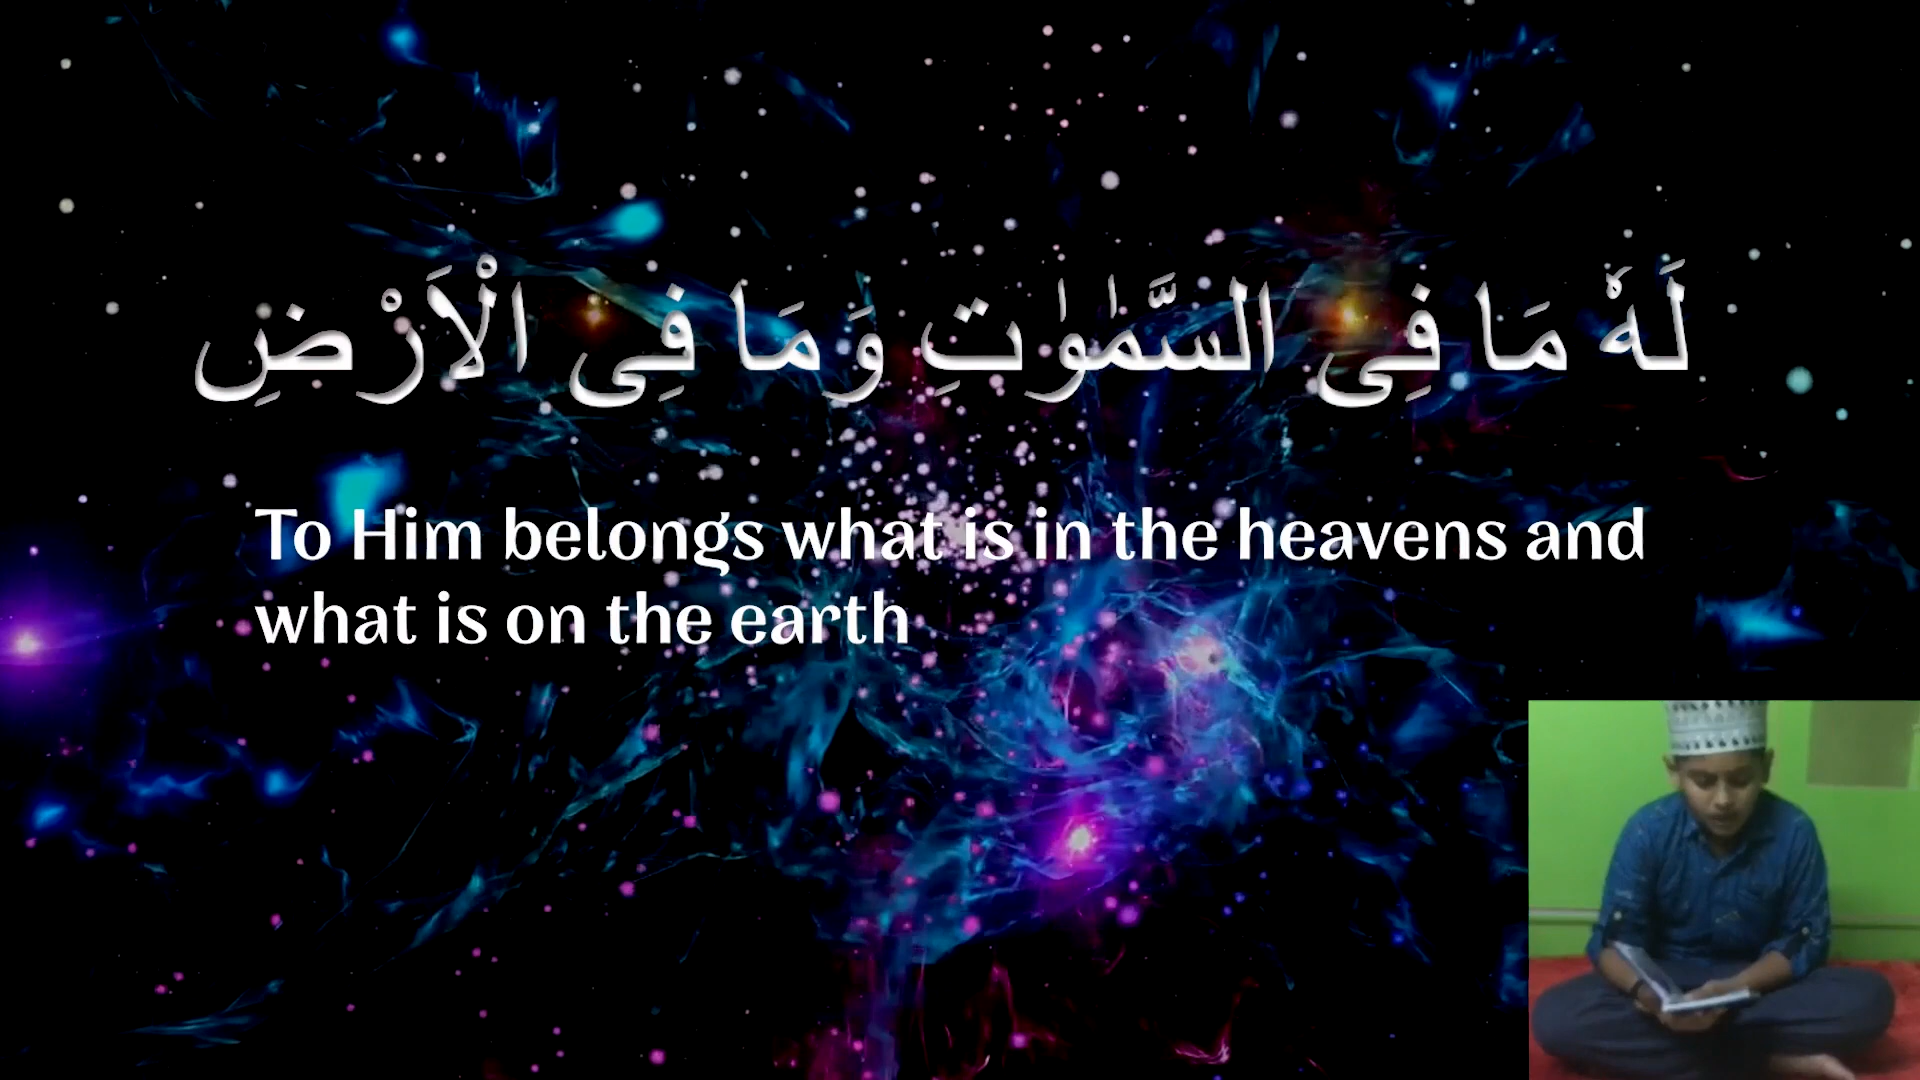 لَهٗ مَا فِی السَّمٰوٰتِ وَمَا فِی الْاَرْضِ
To Him belongs what is in the heavens and
what is on the earth